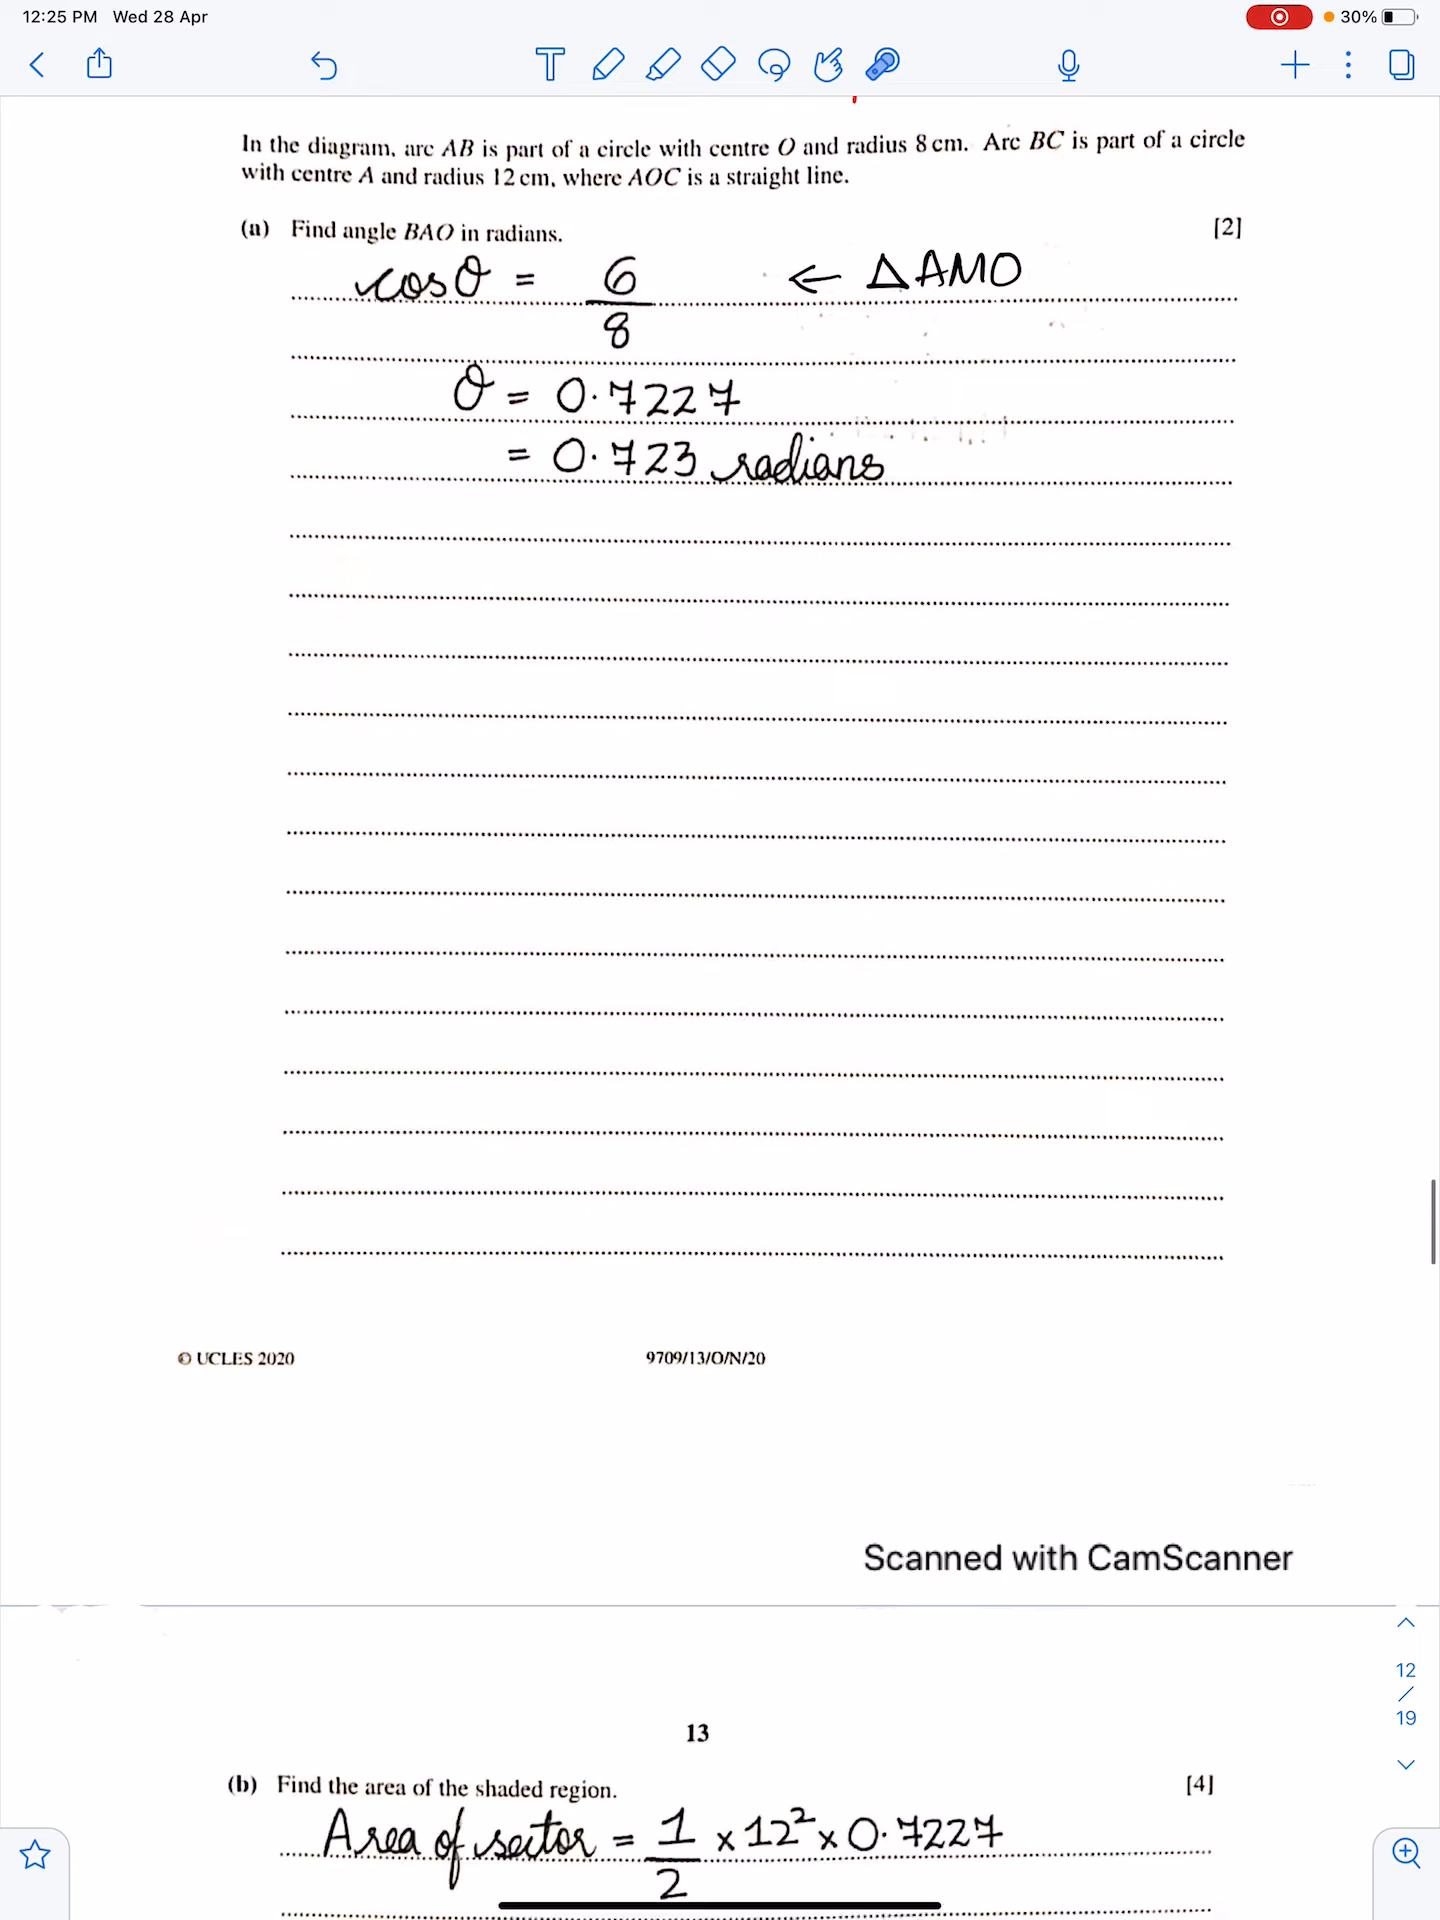 12:25 PM Wed 28 Apr
30%
In the diagram, arc AB is part of a circle with centre O and radius 8 cm. Arc BC is part of a circle
with centre A and radius 12 cm, where AOC is a straight line.
(a) Find angle BAO in radians. [2]
cosθ = 6/8 ← △AMO
θ = 0.7227
= 0.723 radians
© UCLES 2020
9709/13/O/N/20
Scanned with CamScanner
12
/
19
13
(b) Find the area of the shaded region. [4]
Area of sector = 1/2 x 12² x 0.7227